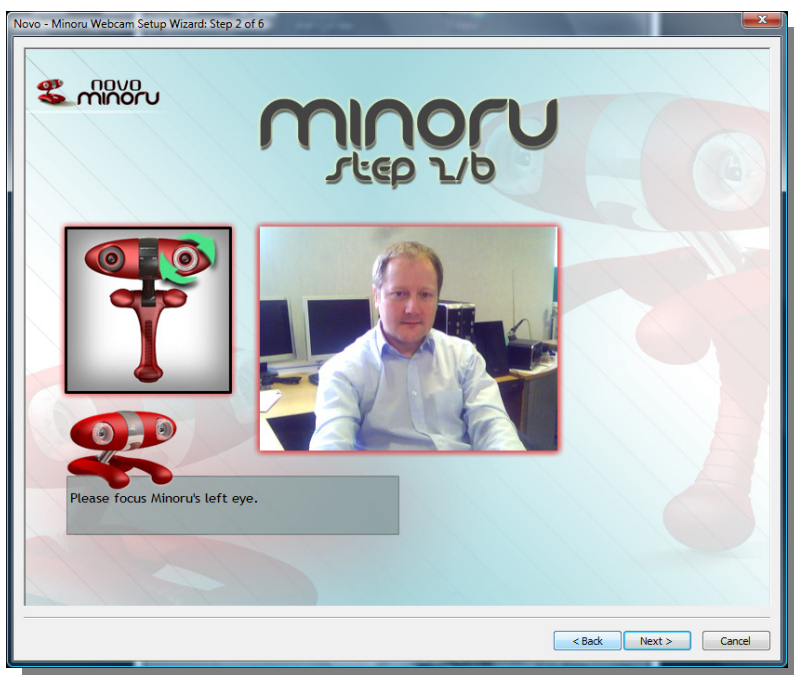 Novo - Minoru Webcam Setup Wizard: Step 2 of 6
novo
minoru
minoru
step 2/6
Please focus Minoru's left eye.
< Back
Next >
Cancel